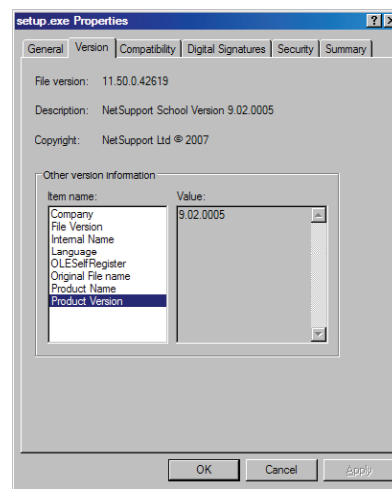 setup.exe Properties
General Version Compatibility Digital Signatures Security Summary
File version: 11.50.0.42619
Description: NetSupport School Version 9.02.0005
Copyright: NetSupport Ltd © 2007
Other version information
Item name: Value:
Company 9.02.0005
File Version
Internal Name
Language
OLESelfRegister
Original File name
Product Name
Product Version
OK Cancel Apply